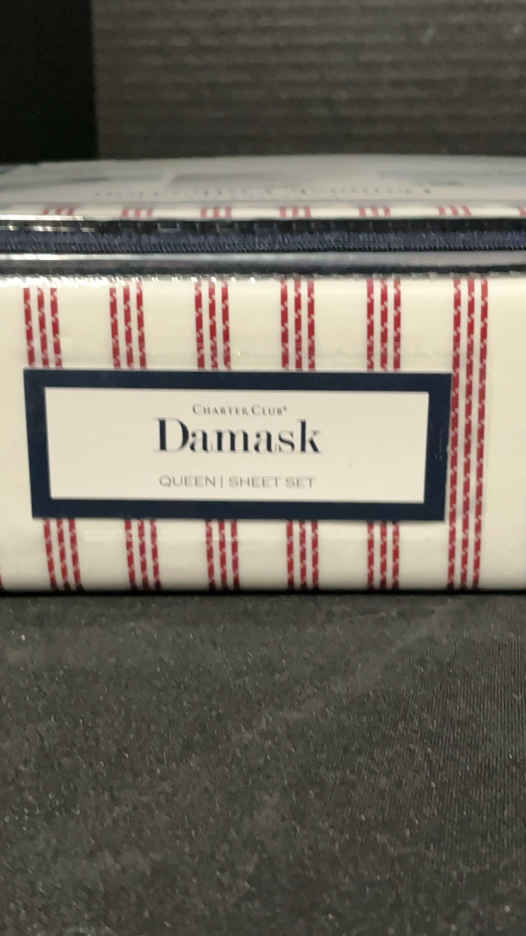 CHARTER CLUB®
Damask
QUEEN | SHEET SET